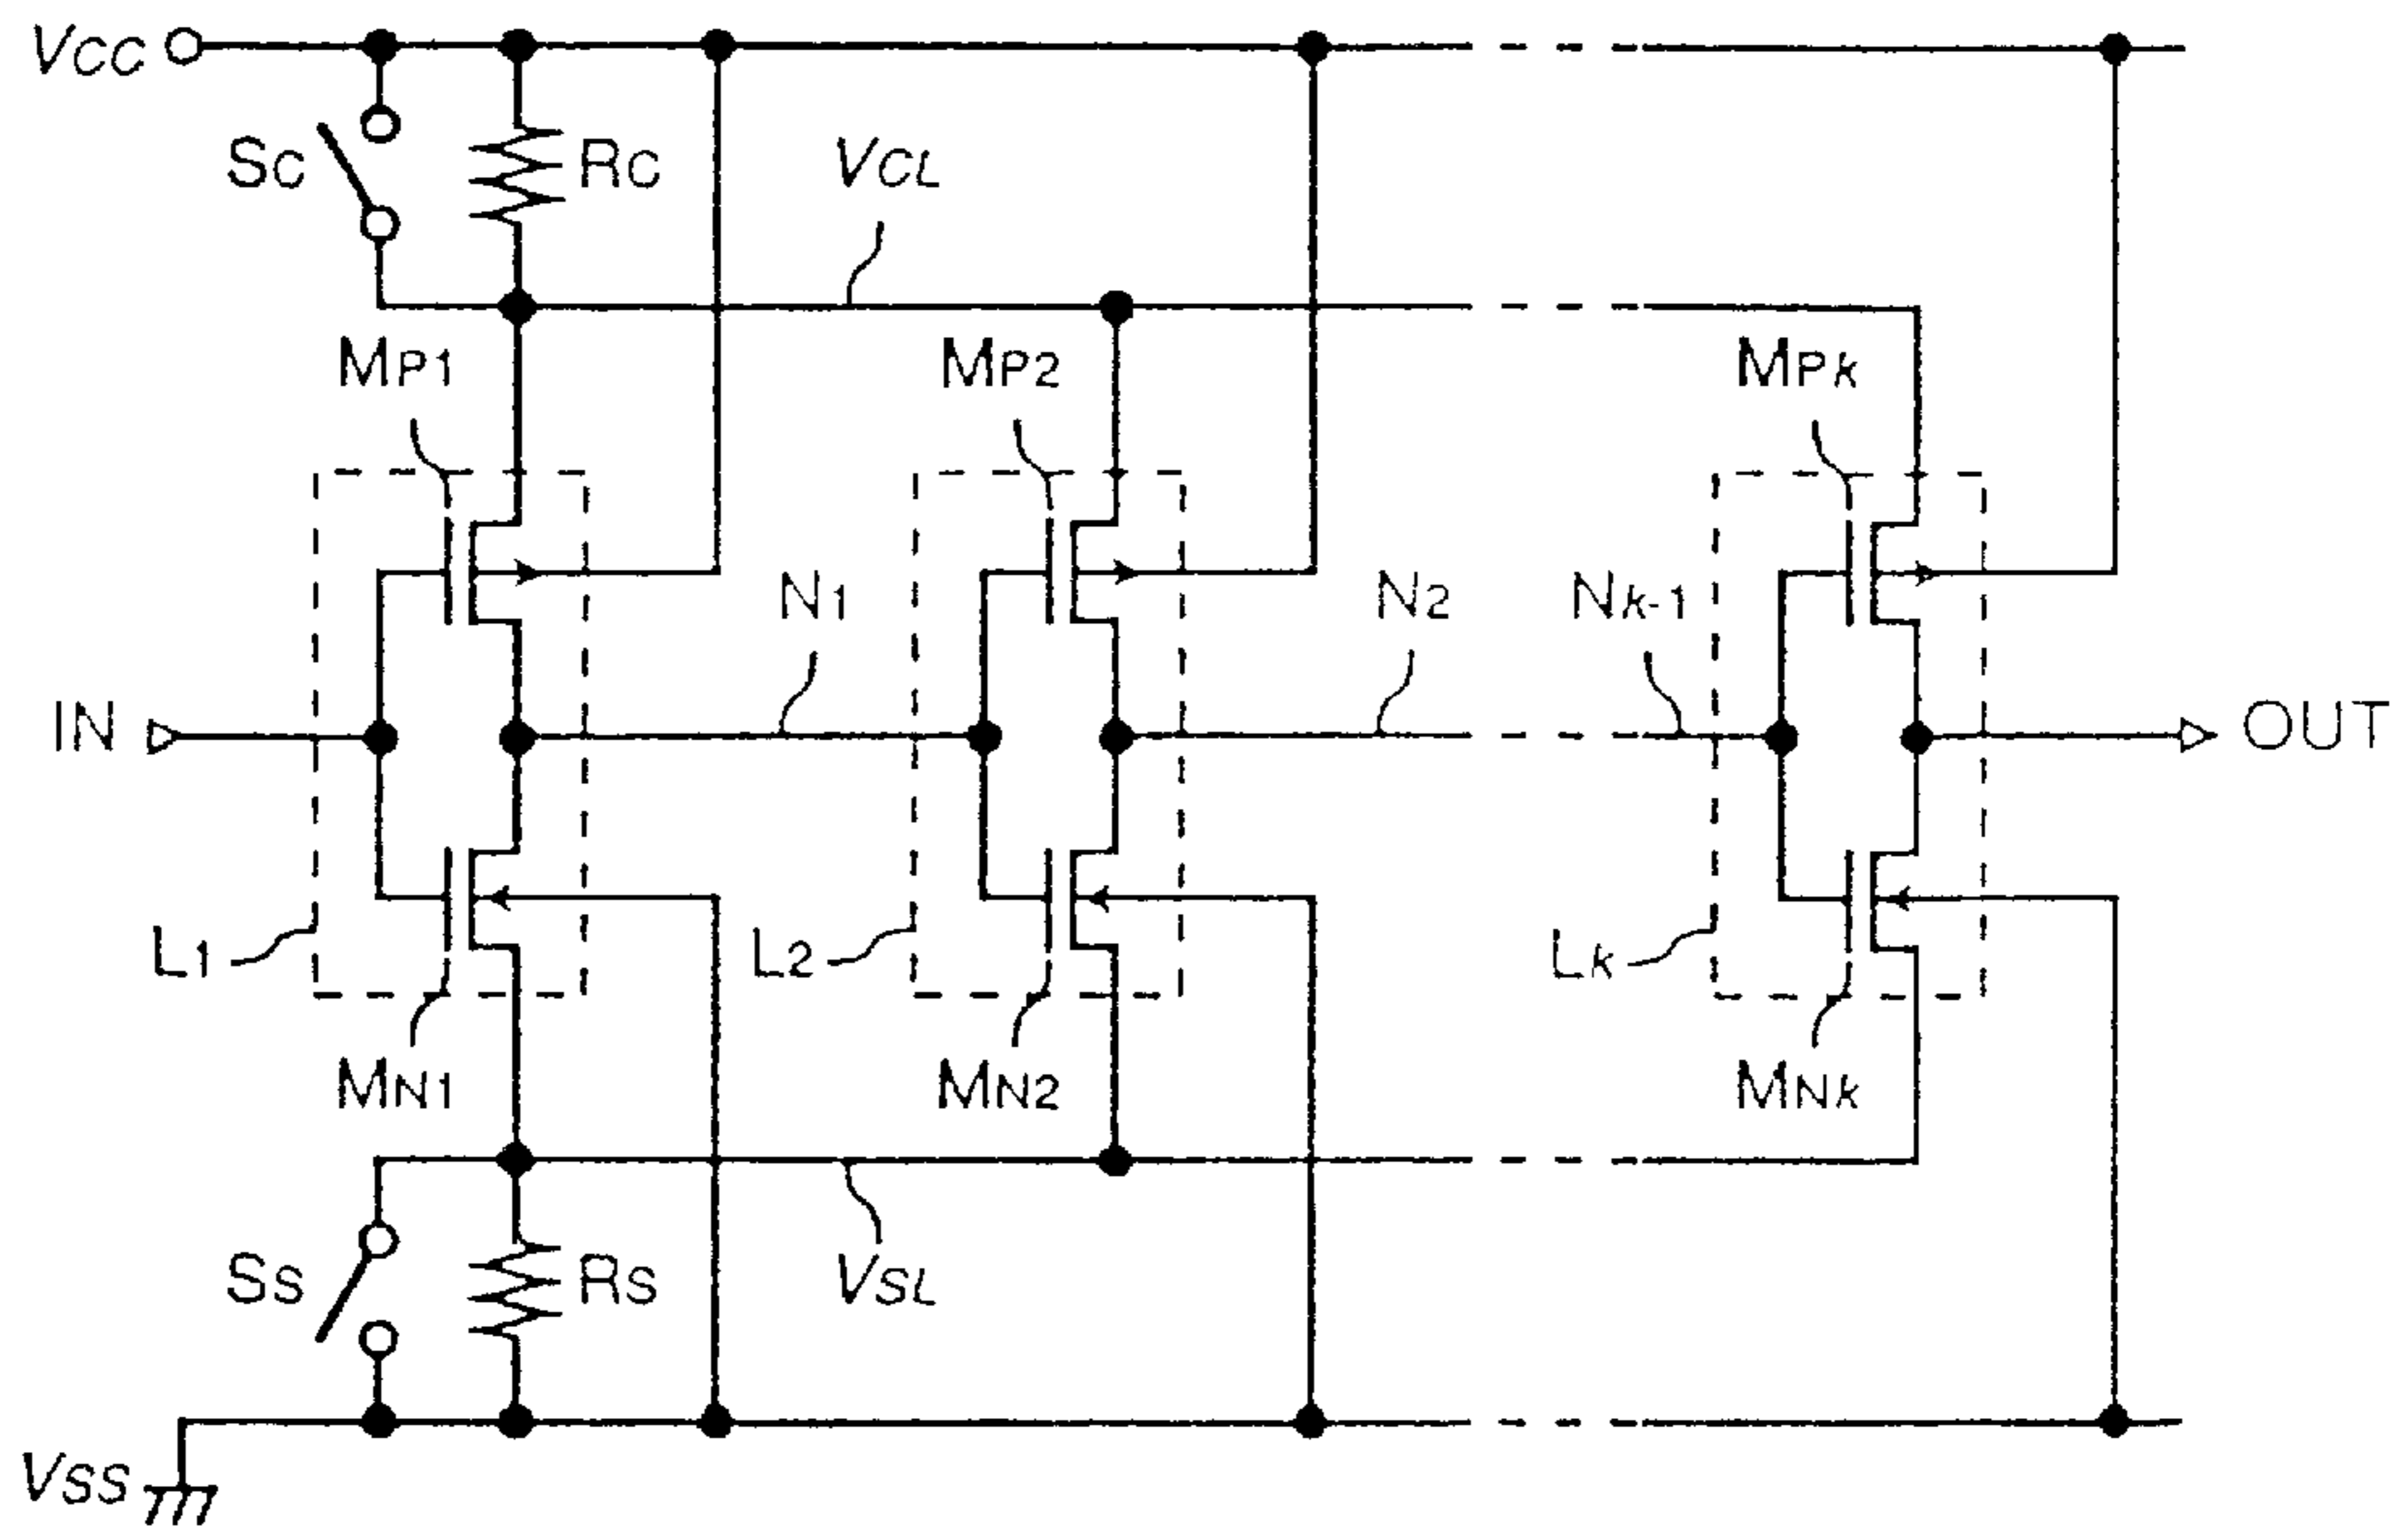 VCC
SC
RC
VCL
MP1
MP2
MPk
N1
N2
Nk-1
IN
OUT
L1
L2
Lk
MN1
MN2
MNk
SS
RS
VSL
VSS